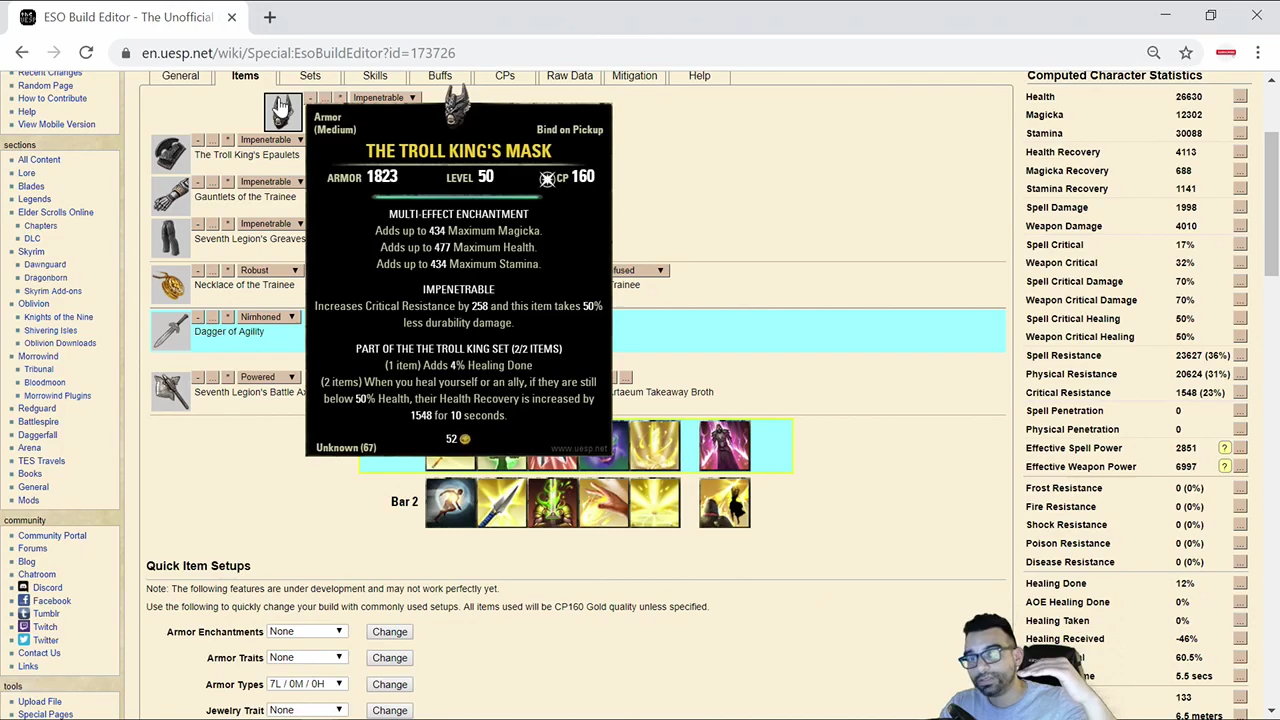 ESO Build Editor - The Unofficial
en.uesp.net/wiki/Special:EsoBuildEditor?id=173726
Recent Changes
Random Page
How to Contribute
Help
View Mobile Version
sections
All Content
Lore
Blades
Legends
Elder Scrolls Online
Chapters
DLC
Skyrim
Dawnguard
Dragonborn
Skyrim Add-ons
Oblivion
Knights of the Nine
Shivering Isles
Oblivion Downloads
Morrowind
Tribunal
Bloodmoon
Morrowind Plugins
Redguard
Battlespire
Daggerfall
Arena
TES Travels
Books
General
Mods
community
Community Portal
Forums
Blog
Chatroom
Discord
Facebook
Tumblr
Twitch
Twitter
Contact Us
Links
tools
Upload File
Special Pages
General Items Sets Skills Buffs CPs Raw Data Mitigation Help
- ... Impenetrable
- ... * Impenetrable
The Troll King's Epaulets
- ... * Impenetrable
Gauntlets of the Trainee
- ... * Impenetrable
Seventh Legion's Greaves
- ... * Robust
Necklace of the Trainee
- ... * Nirnhoned
Dagger of Agility
- ... * Powered
Seventh Legion's Battle Ax
Armor
(Medium)
Bind on Pickup
THE TROLL KING'S MASK
ARMOR 1823 LEVEL 50 CP 160
MULTI-EFFECT ENCHANTMENT
Adds up to 434 Maximum Magicka.
Adds up to 477 Maximum Health.
Adds up to 434 Maximum Stamina.
IMPENETRABLE
Increases Critical Resistance by 258 and this item takes 50%
less durability damage.
PART OF THE THE TROLL KING SET (2/2 ITEMS)
(1 item) Adds 4% Healing Done
(2 items) When you heal yourself or an ally, if they are still
below 50% Health, their Health Recovery is increased by
1548 for 10 seconds.
52
Unknown (67) www.uesp.net
fused
rainee
...
artaeum Takeaway Broth
Bar 2
Quick Item Setups
Note: The following features are under development and may not work perfectly yet.
Use the following to quickly change your build with commonly used setups. All items used will be CP160 Gold quality unless specified.
Armor Enchantments None Change
Armor Traits None Change
Armor Types 7L / 0M / 0H Change
Jewelry Trait None Change
Computed Character Statistics
Health 26630 ...
Magicka 12302 ...
Stamina 30088 ...
Health Recovery 4113 ...
Magicka Recovery 688 ...
Stamina Recovery 1141 ...
Spell Damage 1998 ...
Weapon Damage 4010 ...
Spell Critical 17% ...
Weapon Critical 32% ...
Spell Critical Damage 70% ...
Weapon Critical Damage 70% ...
Spell Critical Healing 50% ...
Weapon Critical Healing 50% ...
Spell Resistance 23627 (36%) ...
Physical Resistance 20624 (31%) ...
Critical Resistance 1548 (23%) ...
Spell Penetration 0 ...
Physical Penetration 0 ...
Effective Spell Power 2851 ? ...
Effective Weapon Power 6997 ? ...
Frost Resistance 0 (0%) ...
Fire Resistance 0 (0%) ...
Shock Resistance 0 (0%) ...
Poison Resistance 0 (0%) ...
Disease Resistance 0 (0%) ...
Healing Done 12% ...
AOE Healing Done 0% ...
Healing Taken 0% ...
Healing Received -46% ...
60.5% ...
5.5 secs ...
133 ...
6.5 meters ...